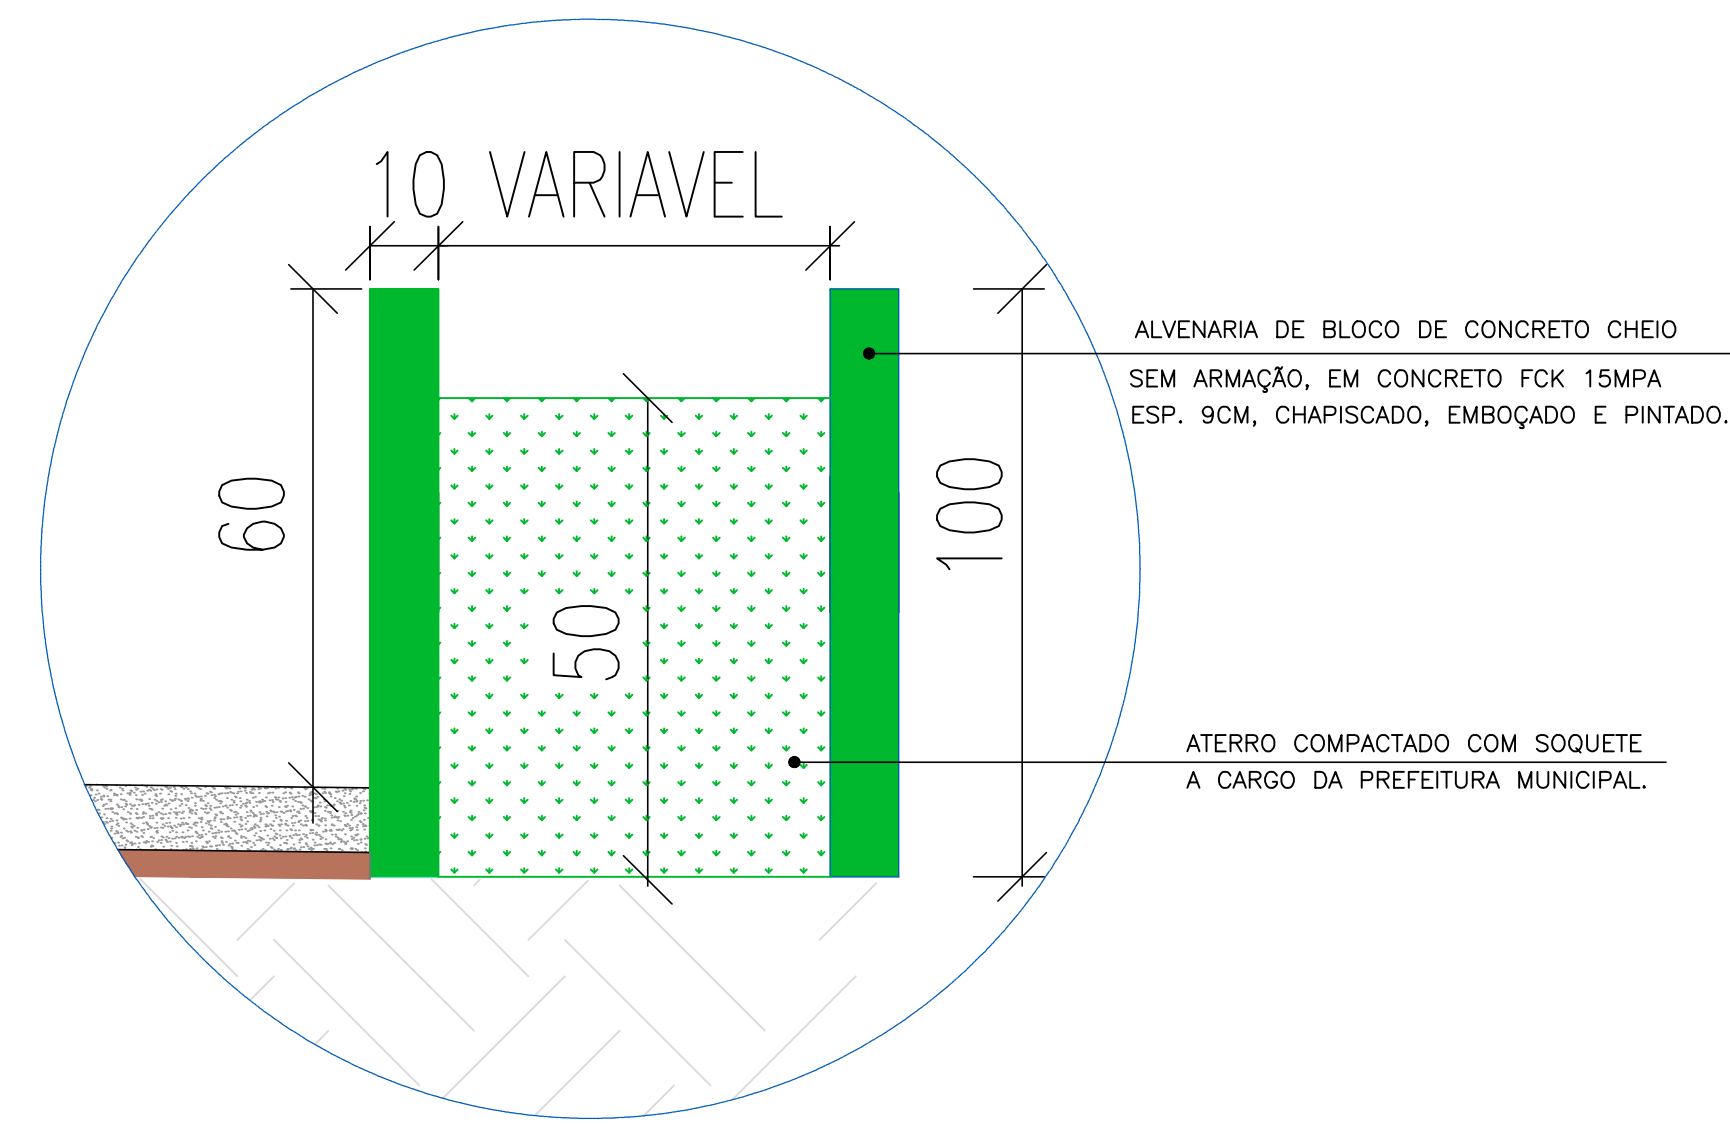 10 VARIAVEL
ALVENARIA DE BLOCO DE CONCRETO CHEIO
SEM ARMAÇÃO, EM CONCRETO FCK 15MPA
ESP. 9CM, CHAPISCADO, EMBOÇADO E PINTADO.
60
100
50
ATERRO COMPACTADO COM SOQUETE
A CARGO DA PREFEITURA MUNICIPAL.